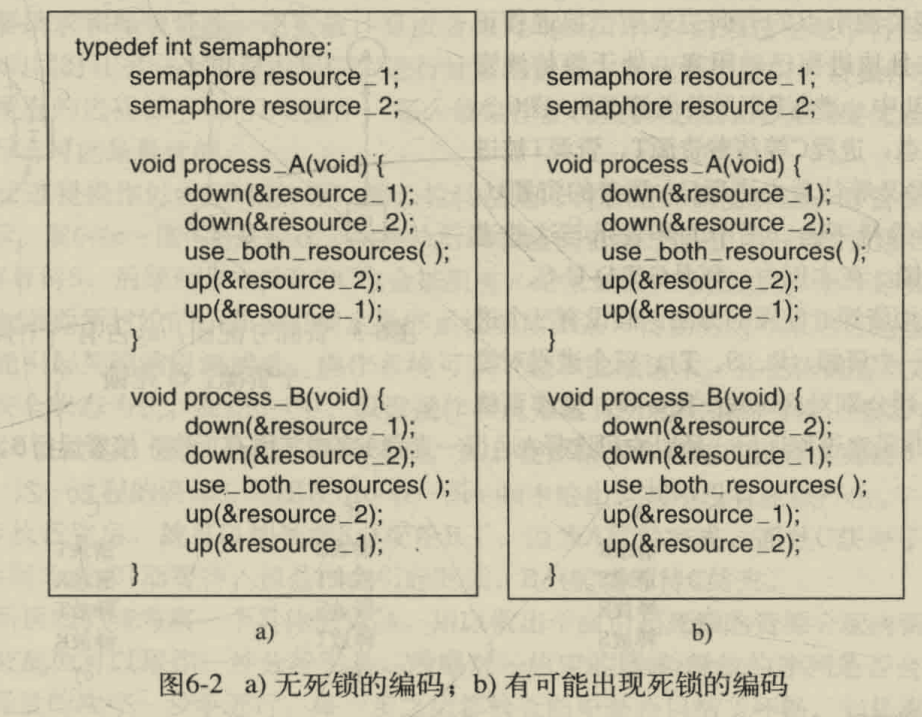 typedef int semaphore;
semaphore resource_1;
semaphore resource_2;
void process_A(void) {
down(&resource_1);
down(&resource_2);
use_both_resources( );
up(&resource_2);
up(&resource_1);
}
void process_B(void) {
down(&resource_1);
down(&resource_2);
use_both_resources( );
up(&resource_2);
up(&resource_1);
}
a)
semaphore resource_1;
semaphore resource_2;
void process_A(void) {
down(&resource_1);
down(&resource_2);
use_both_resources( );
up(&resource_2);
up(&resource_1);
}
void process_B(void) {
down(&resource_2);
down(&resource_1);
use_both_resources( );
up(&resource_1);
up(&resource_2);
}
b)
图6-2 a) 无死锁的编码；b) 有可能出现死锁的编码